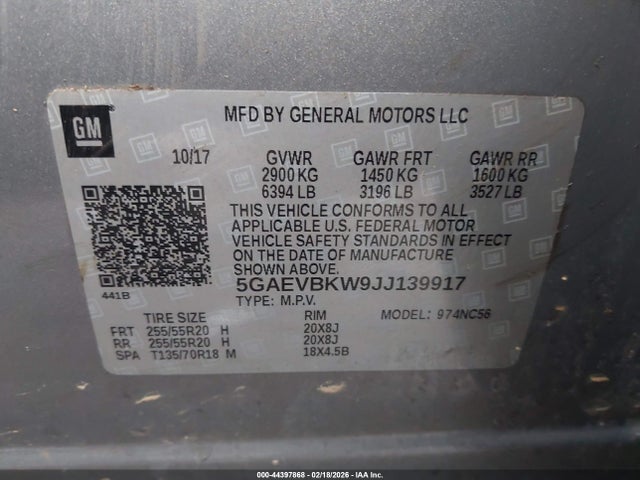 GM
MFD BY GENERAL MOTORS LLC
10/17 GVWR GAWR FRT GAWR RR
2900 KG 1450 KG 1600 KG
6394 LB 3196 LB 3527 LB
THIS VEHICLE CONFORMS TO ALL
APPLICABLE U.S. FEDERAL MOTOR
VEHICLE SAFETY STANDARDS IN EFFECT
ON THE DATE OF MANUFACTURE
SHOWN ABOVE.
441B
5GAEVBKW9JJ139917
TYPE: M.P.V. MODEL: 974NC56
TIRE SIZE RIM
FRT 255/55R20 H 20X8J
RR 255/55R20 H 20X8J
SPA T135/70R18 M 18X4.5B
000-44397868 - 02/18/2026 - IAA Inc.